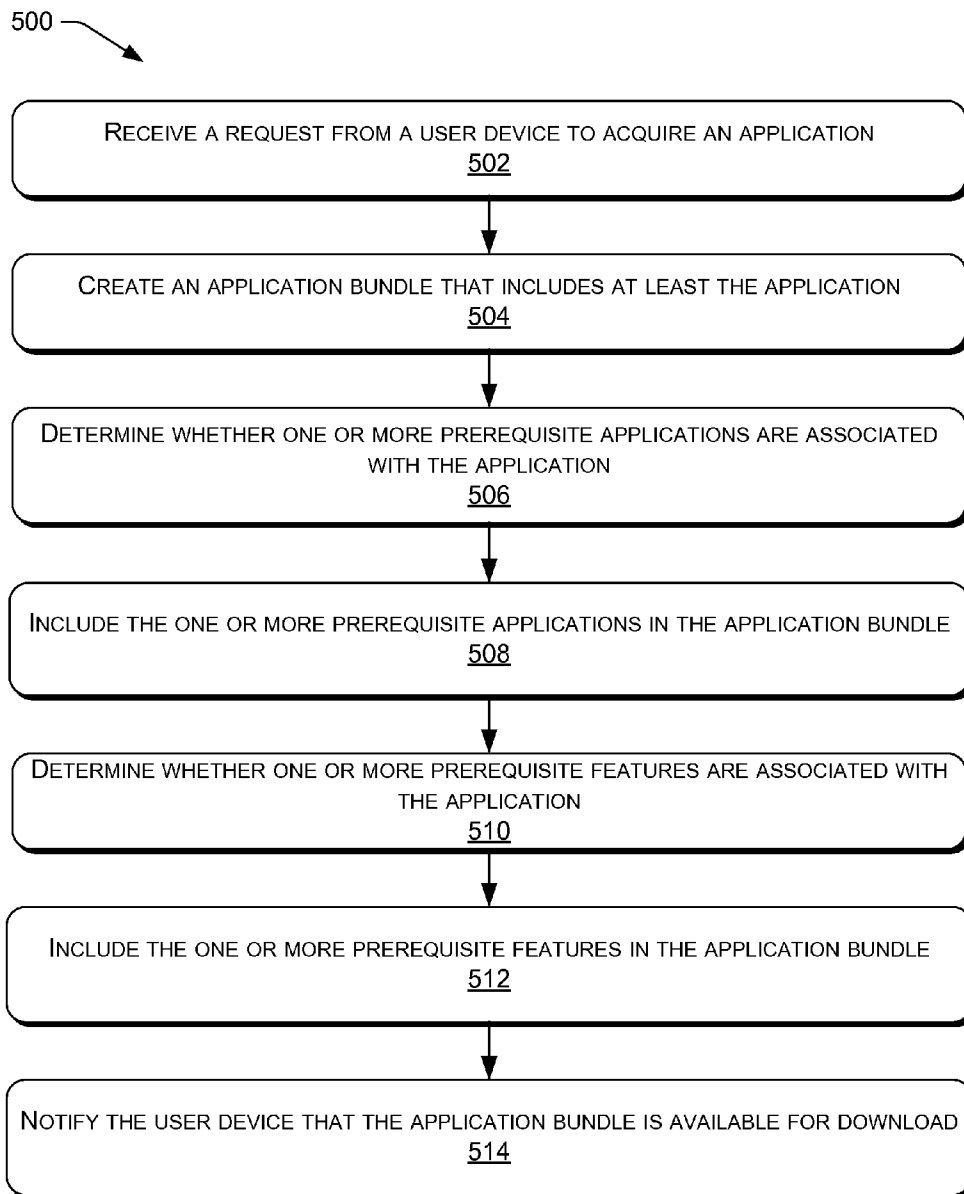 500
RECEIVE A REQUEST FROM A USER DEVICE TO ACQUIRE AN APPLICATION
502
CREATE AN APPLICATION BUNDLE THAT INCLUDES AT LEAST THE APPLICATION
504
DETERMINE WHETHER ONE OR MORE PREREQUISITE APPLICATIONS ARE ASSOCIATED
WITH THE APPLICATION
506
INCLUDE THE ONE OR MORE PREREQUISITE APPLICATIONS IN THE APPLICATION BUNDLE
508
DETERMINE WHETHER ONE OR MORE PREREQUISITE FEATURES ARE ASSOCIATED WITH
THE APPLICATION
510
INCLUDE THE ONE OR MORE PREREQUISITE FEATURES IN THE APPLICATION BUNDLE
512
NOTIFY THE USER DEVICE THAT THE APPLICATION BUNDLE IS AVAILABLE FOR DOWNLOAD
514